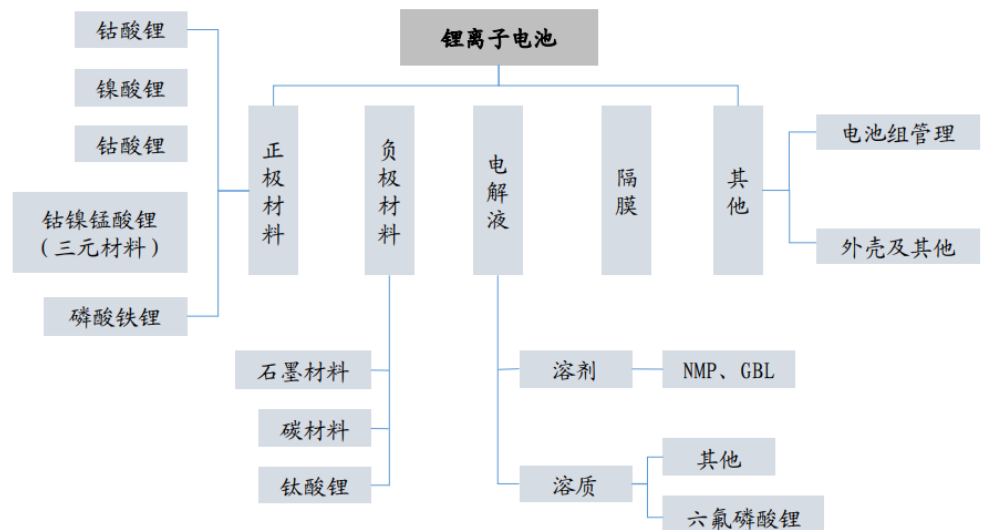 锂离子电池
正极材料
钴酸锂
镍酸锂
钴酸锂
钴镍锰酸锂
(三元材料)
磷酸铁锂
负极材料
石墨材料
碳材料
钛酸锂
电解液
溶剂
NMP、GBL
溶质
其他
六氟磷酸锂
隔膜
其他
电池组管理
外壳及其他